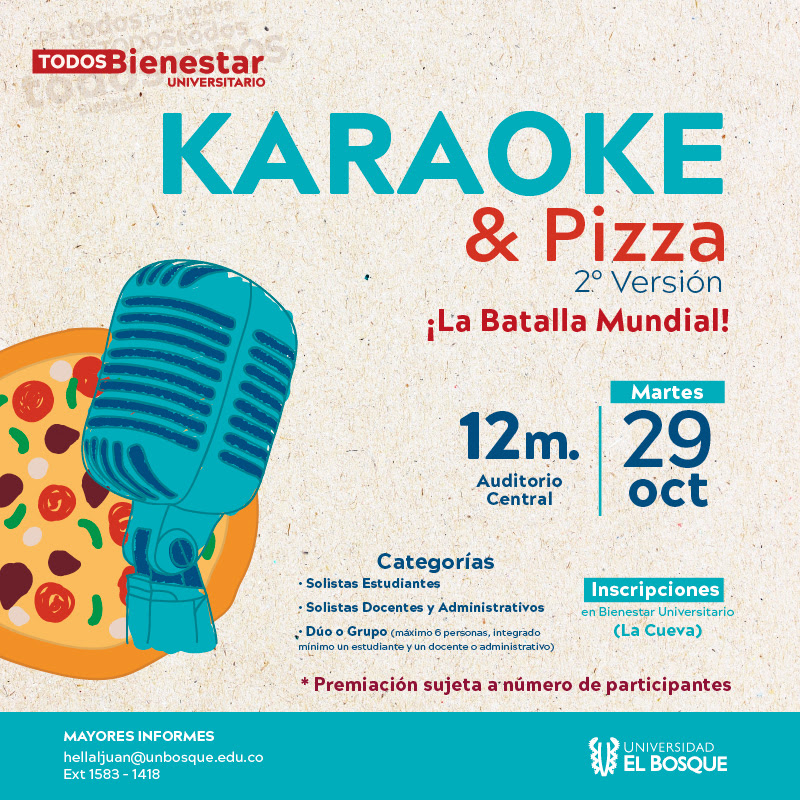 TODOS Bienestar
UNIVERSITARIO
KARAOKE
& Pizza
2° Versión
¡La Batalla Mundial!
Martes
29
oct
12m.
Auditorio
Central
Categorías
· Solistas Estudiantes
· Solistas Docentes y Administrativos
· Dúo o Grupo (máximo 6 personas, integrado
mínimo un estudiante y un docente o administrativo)
Inscripciones
en Bienestar Universitario
(La Cueva)
* Premiación sujeta a número de participantes
MAYORES INFORMES
hellaljuan@unbosque.edu.co
Ext 1583 - 1418
UNIVERSIDAD
EL BOSQUE